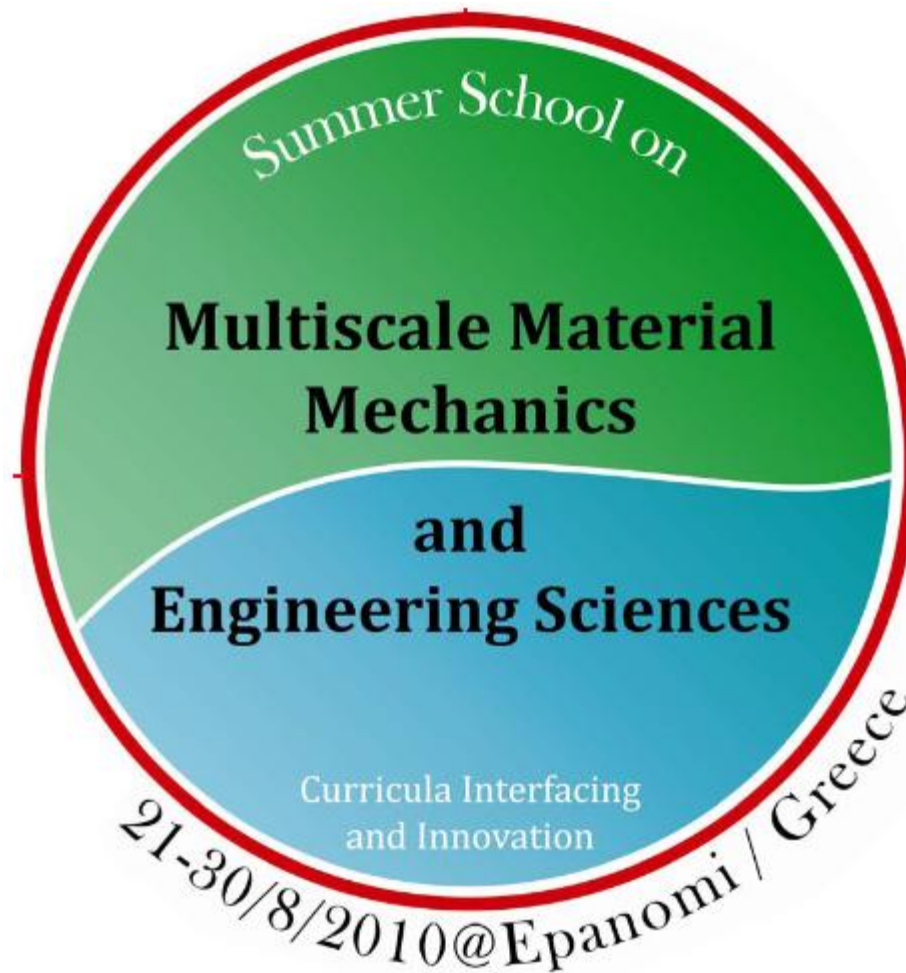 Summer School on
Multiscale Material
Mechanics
and
Engineering Sciences
Curricula Interfacing
and Innovation
21-30/8/2010@Epanomi / Greece